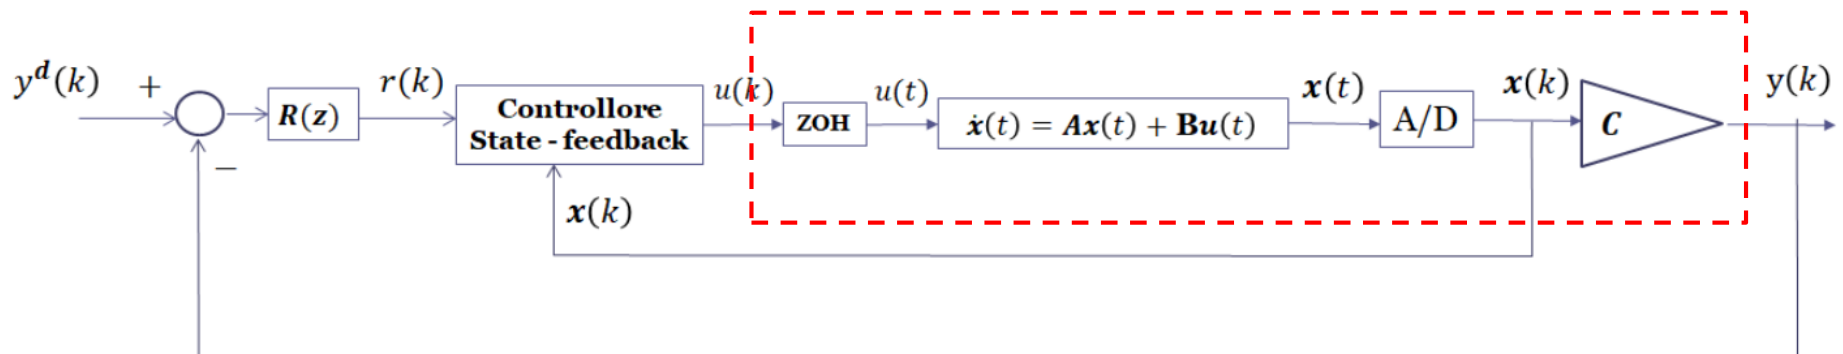 y^d(k)
+
−
R(z)
r(k)
Controllore
State - feedback
u(k)
ZOH
u(t)
ẋ(t) = Ax(t) + Bu(t)
x(t)
A/D
x(k)
C
y(k)
x(k)